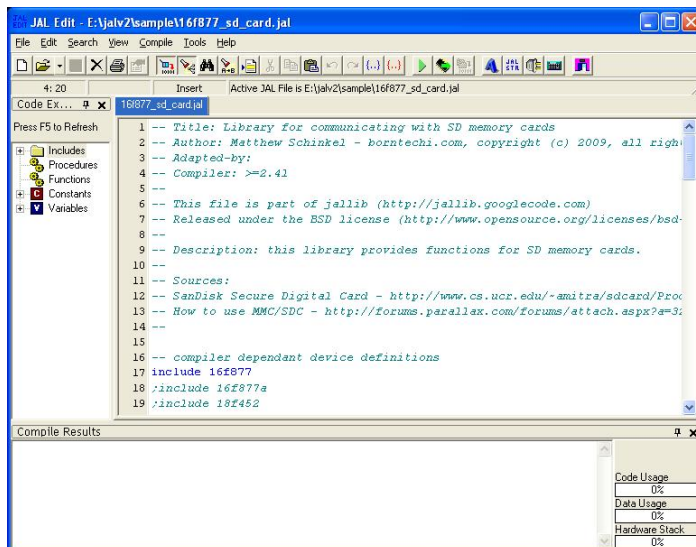 JAL Edit - E:\jalv2\sample\16f877_sd_card.jal
File Edit Search View Compile Tools Help
4: 20 Insert Active JAL File is E:\jalv2\sample\16f877_sd_card.jal
Code Ex...
16f877_sd_card.jal
Press F5 to Refresh
Includes
Procedures
Functions
Constants
Variables
1 -- Title: Library for communicating with SD memory cards
2 -- Author: Matthew Schinkel - borntechi.com, copyright (c) 2009, all righ
3 -- Adapted-by:
4 -- Compiler: >=2.4l
5 --
6 -- This file is part of jallib (http://jallib.googlecode.com)
7 -- Released under the BSD license (http://www.opensource.org/licenses/bsd-
8 --
9 -- Description: this library provides functions for SD memory cards.
10 --
11 -- Sources:
12 -- SanDisk Secure Digital Card - http://www.cs.ucr.edu/~amitra/sdcard/Prod
13 -- How to use MMC/SDC - http://forums.parallax.com/forums/attach.aspx?a=32
14 --
15
16 -- compiler dependant device definitions
17 include 16f877
18 ;include 16f877a
19 ;include 18f452
Compile Results
Code Usage
0%
Data Usage
0%
Hardware Stack
0%